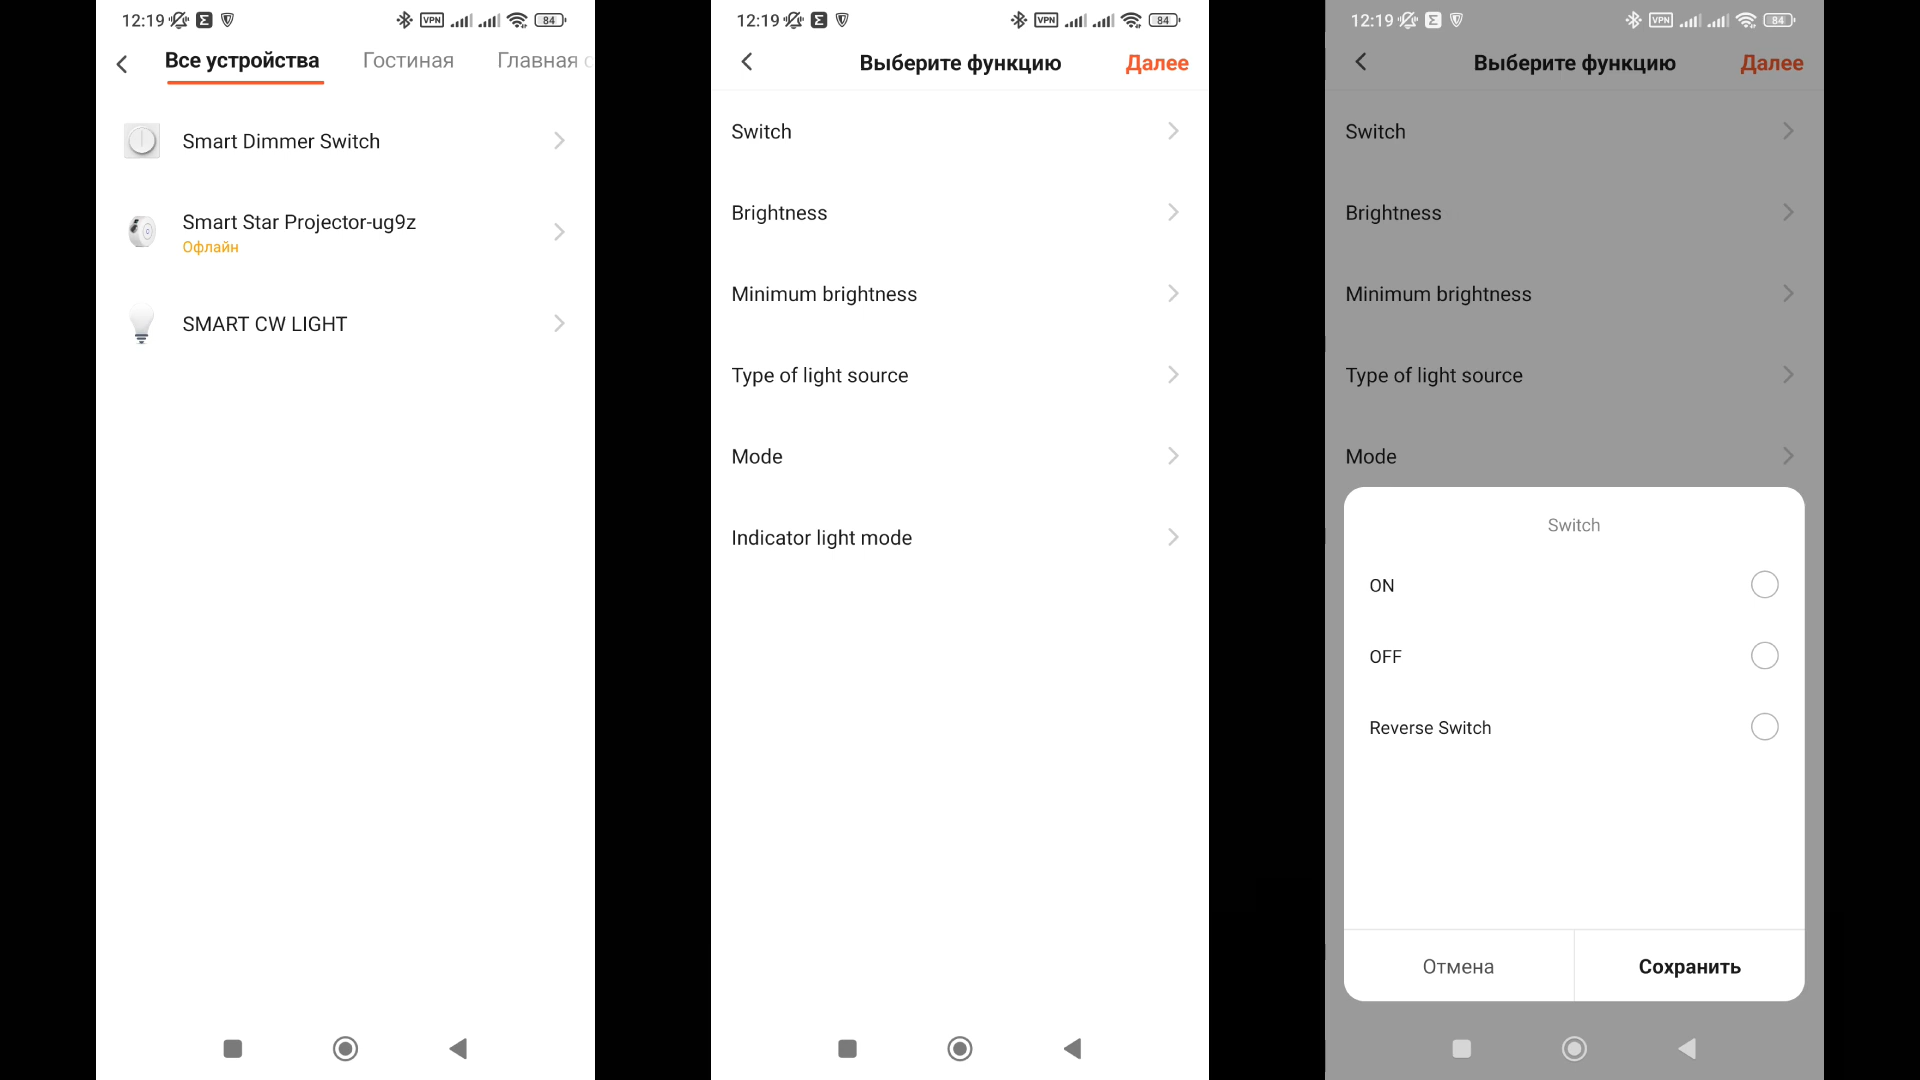 12:19 VPN 84
Все устройства Гостиная Главная
Smart Dimmer Switch
Smart Star Projector-ug9z
Офлайн
SMART CW LIGHT
12:19 VPN 84
Выберите функцию Далее
Switch
Brightness
Minimum brightness
Type of light source
Mode
Indicator light mode
12:19 VPN 84
Выберите функцию Далее
Switch
Brightness
Minimum brightness
Type of light source
Mode
Switch
ON
OFF
Reverse Switch
Отмена Сохранить